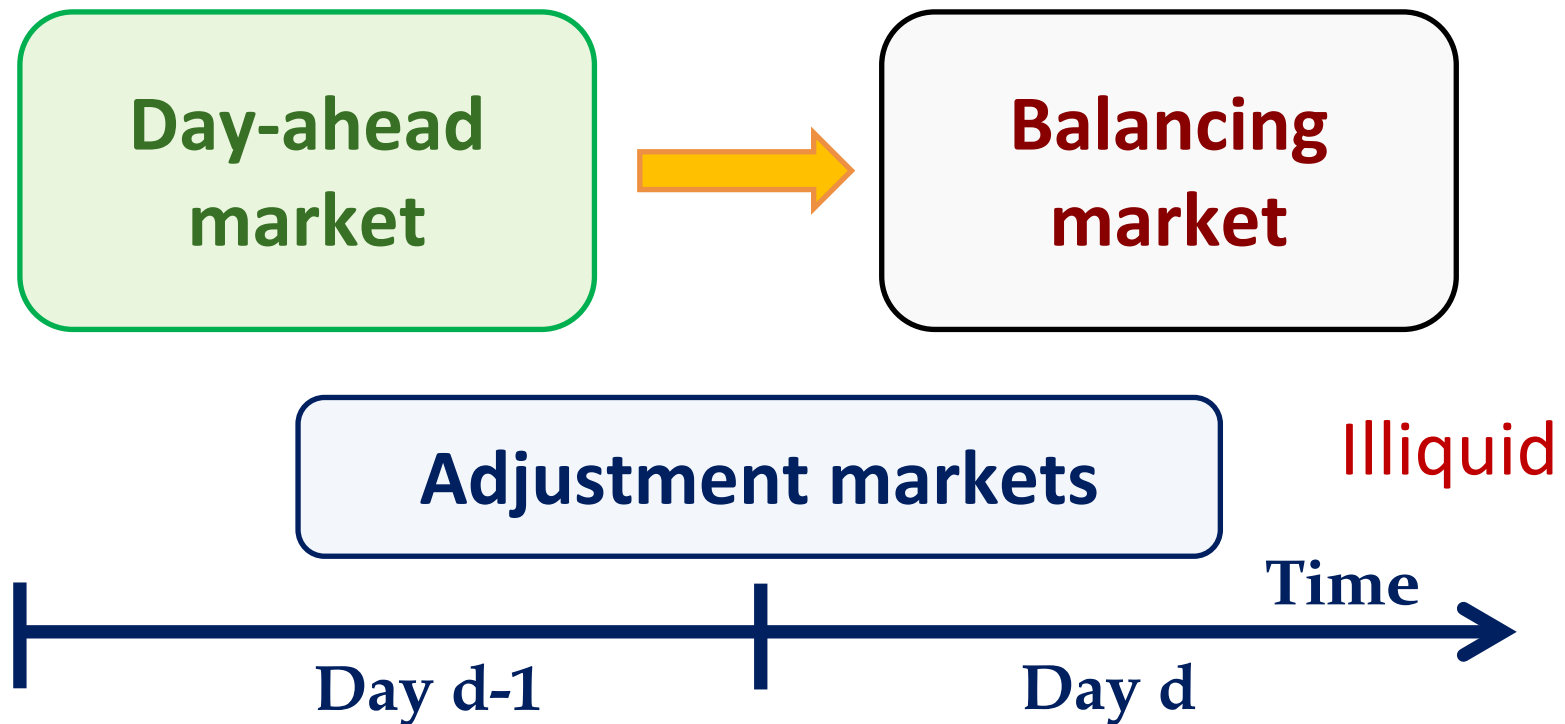 Day-ahead
market
Balancing
market
Adjustment markets
Illiquid
Time
Day d-1
Day d